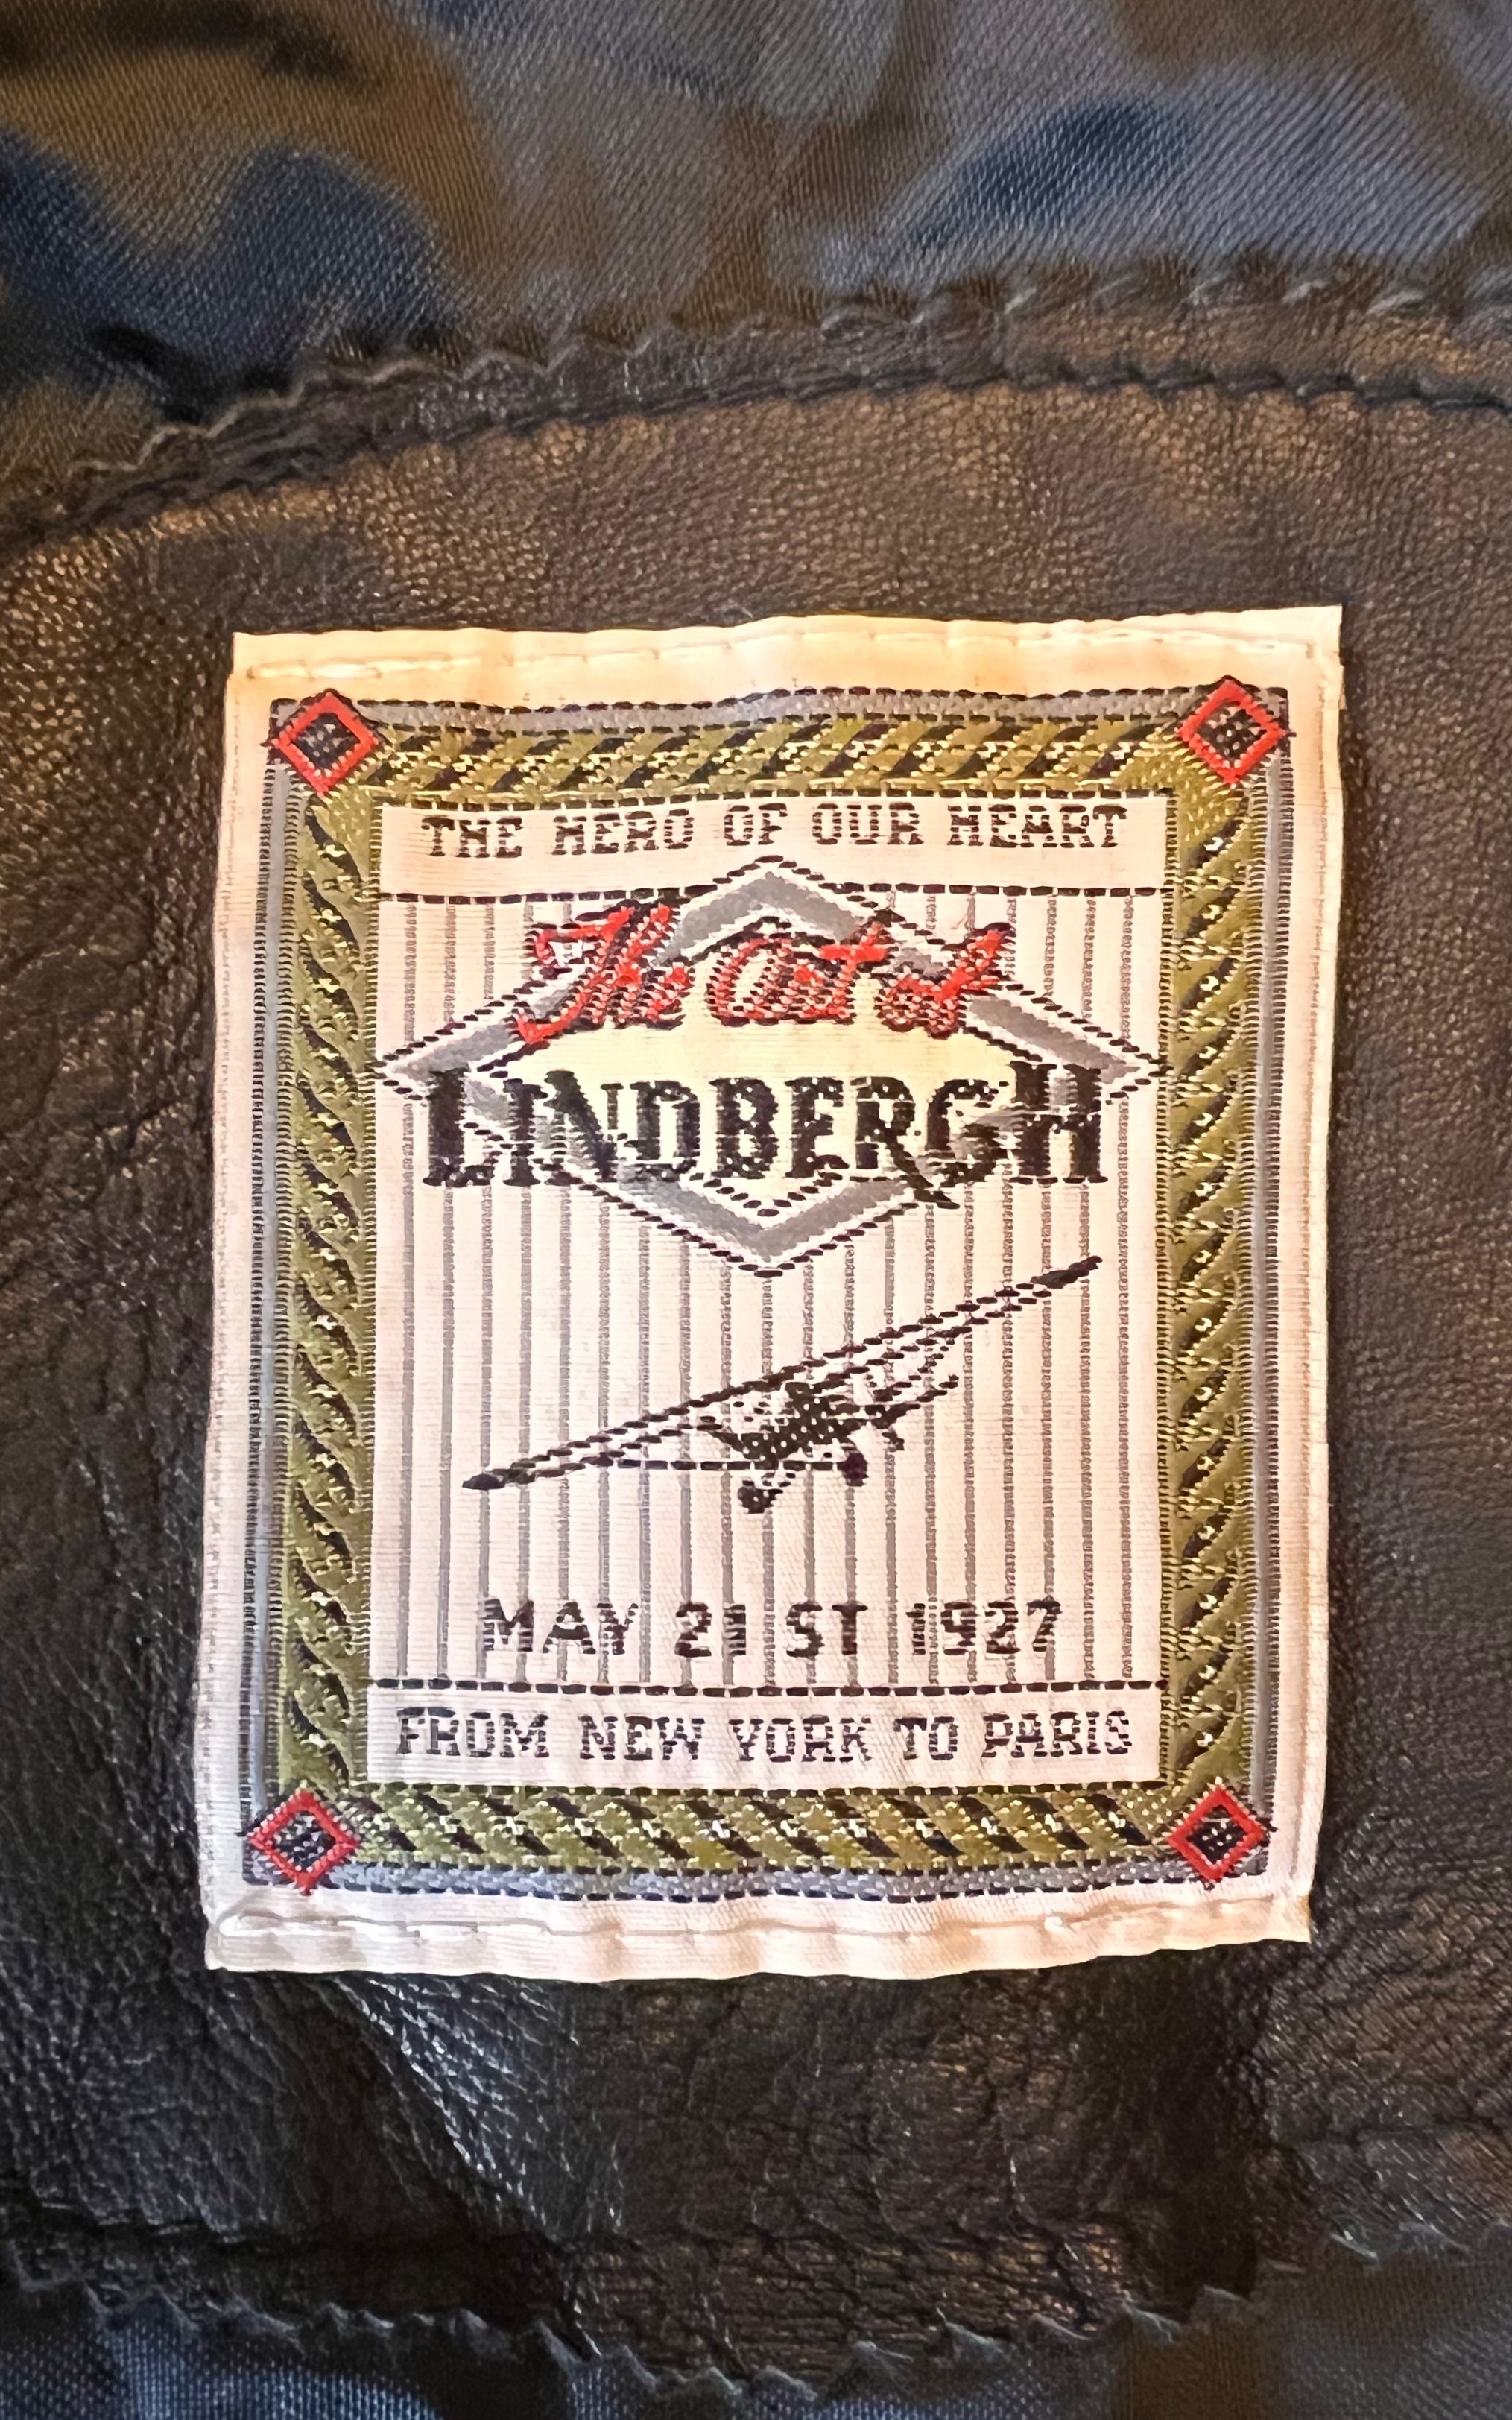 THE HERO OF OUR HEART
The Art of
LINDBERGH
MAY 21 ST 1927
FROM NEW YORK TO PARIS